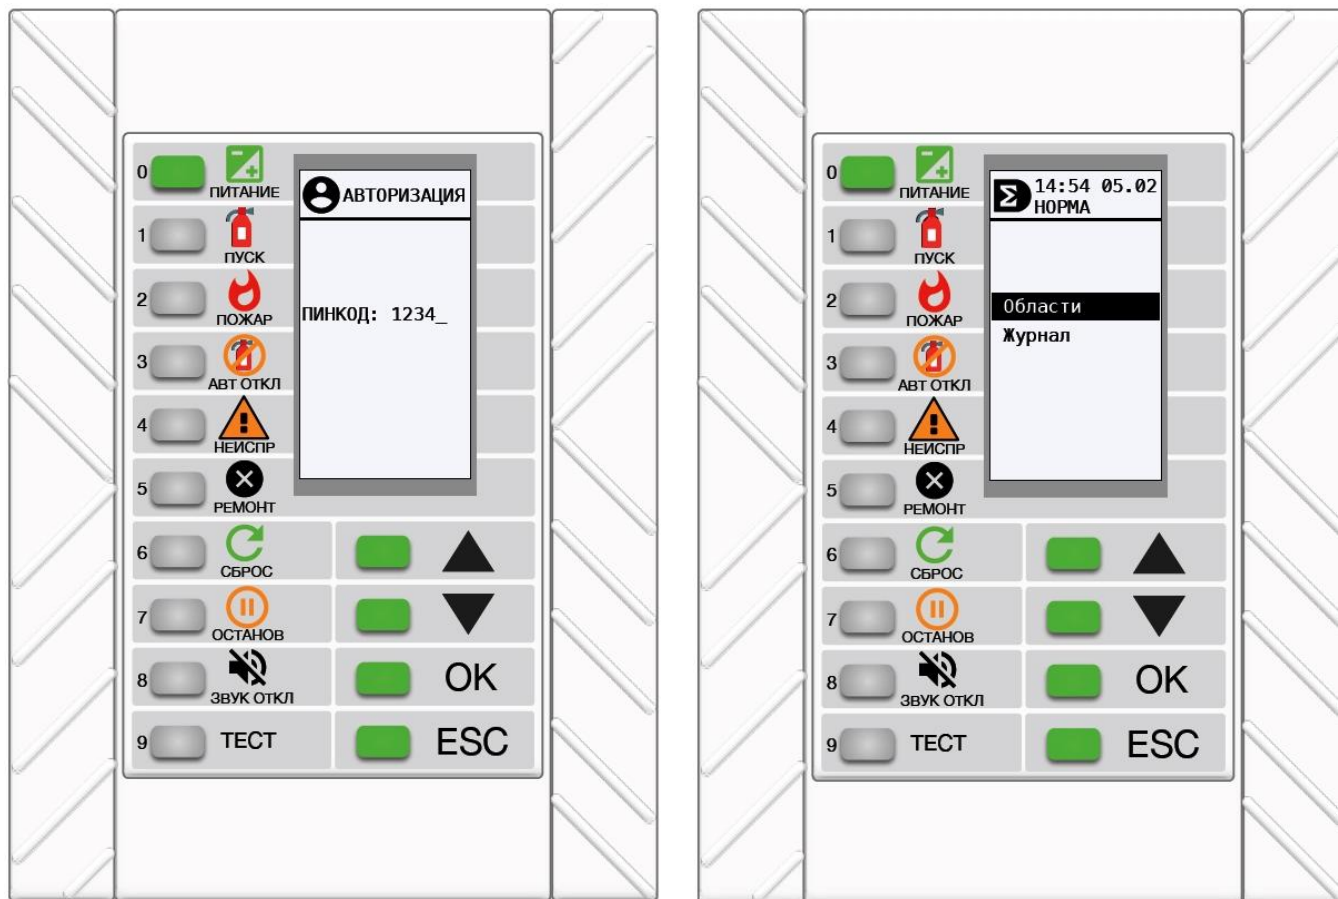 0 ПИТАНИЕ
АВТОРИЗАЦИЯ
1 ПУСК
2 ПОЖАР
ПИНКОД: 1234_
3 АВТ ОТКЛ
4 НЕИСПР
5 РЕМОНТ
6 СБРОС
7 ОСТАНОВ
8 ЗВУК ОТКЛ
OK
9 ТЕСТ
ESC
0 ПИТАНИЕ
Σ 14:54 05.02
НОРМА
1 ПУСК
2 ПОЖАР
Области
Журнал
3 АВТ ОТКЛ
4 НЕИСПР
5 РЕМОНТ
6 СБРОС
7 ОСТАНОВ
8 ЗВУК ОТКЛ
OK
9 ТЕСТ
ESC